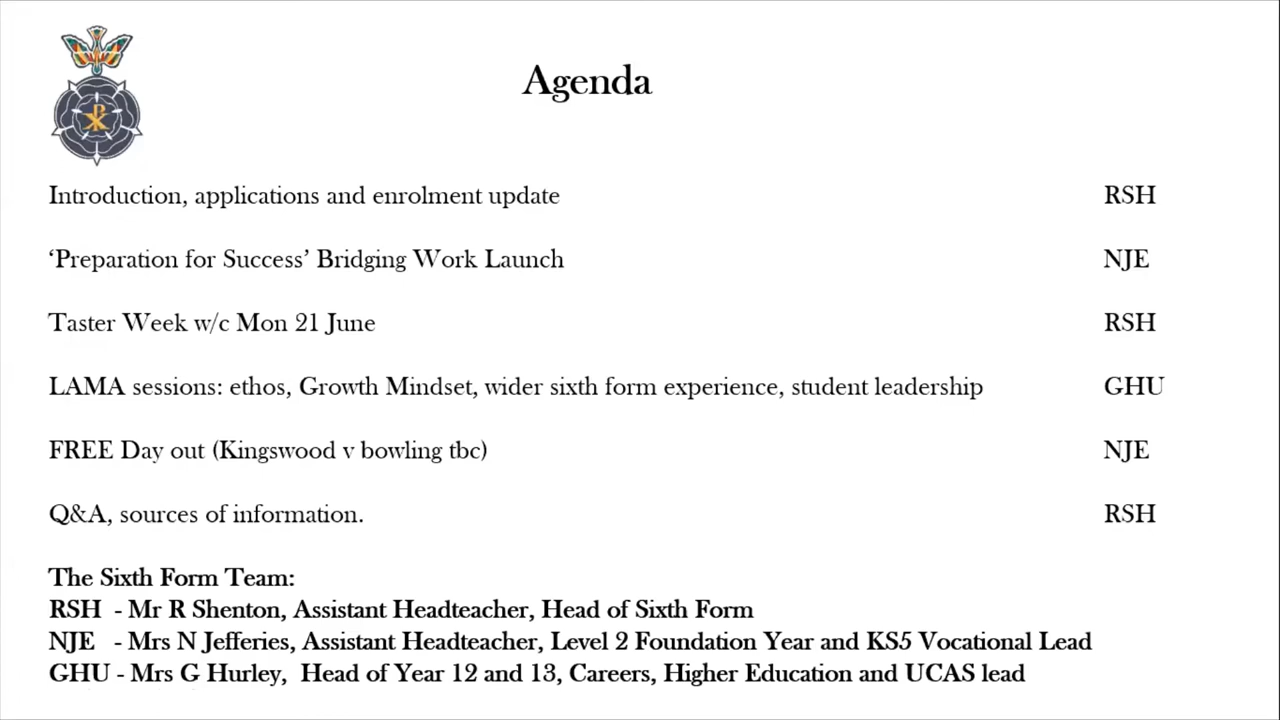 Agenda
Introduction, applications and enrolment update RSH
‘Preparation for Success’ Bridging Work Launch NJE
Taster Week w/c Mon 21 June RSH
LAMA sessions: ethos, Growth Mindset, wider sixth form experience, student leadership GHU
FREE Day out (Kingswood v bowling tbc) NJE
Q&A, sources of information. RSH
The Sixth Form Team:
RSH - Mr R Shenton, Assistant Headteacher, Head of Sixth Form
NJE - Mrs N Jefferies, Assistant Headteacher, Level 2 Foundation Year and KS5 Vocational Lead
GHU - Mrs G Hurley, Head of Year 12 and 13, Careers, Higher Education and UCAS lead